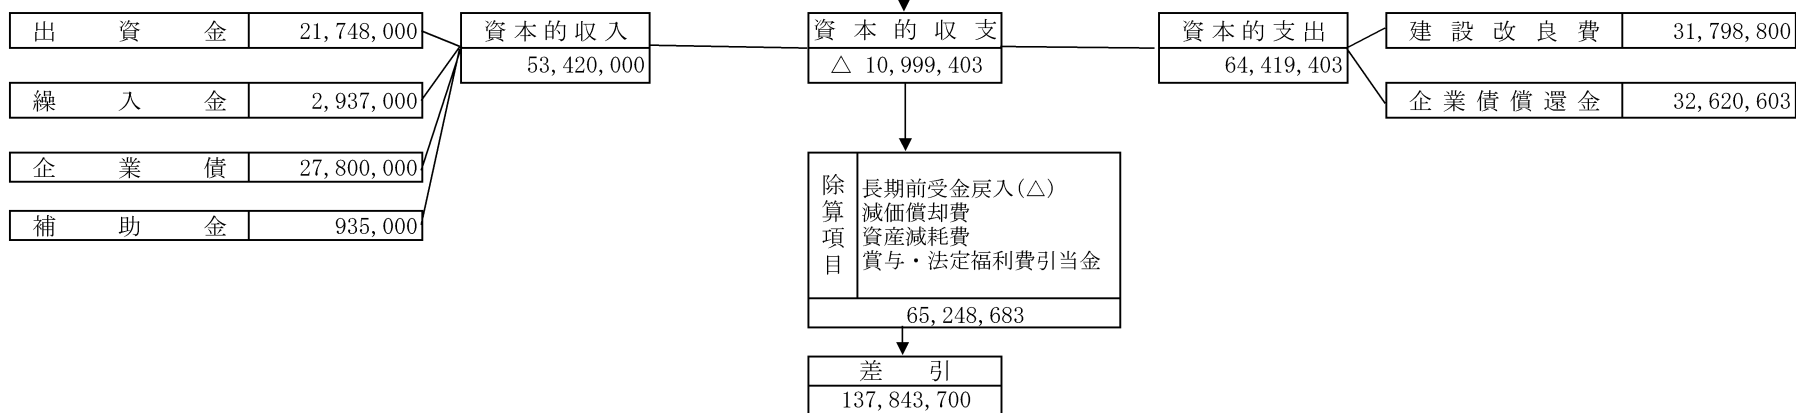 出資金 21,748,000
繰入金 2,937,000
企業債 27,800,000
補助金 935,000
資本的収入
53,420,000
資本的収支
△ 10,999,403
資本的支出
64,419,403
建設改良費 31,798,800
企業債償還金 32,620,603
除算項目
長期前受金戻入(△)
減価償却費
資産減耗費
賞与・法定福利費引当金
65,248,683
差引
137,843,700